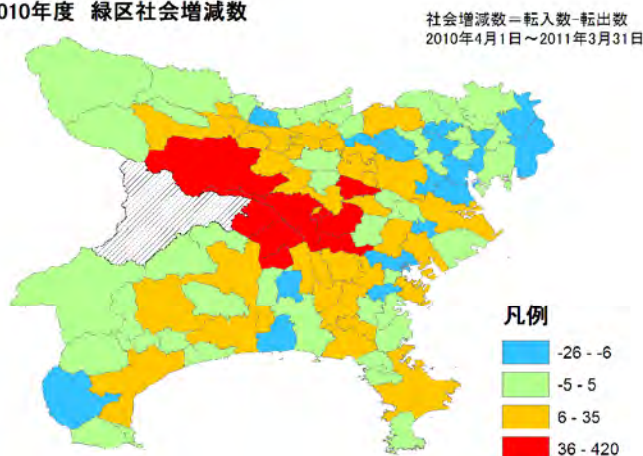 010年度 緑区社会増減数
社会増減数＝転入数-転出数
2010年4月1日～2011年3月31日
凡例
-26 - -6
-5 - 5
6 - 35
36 - 420